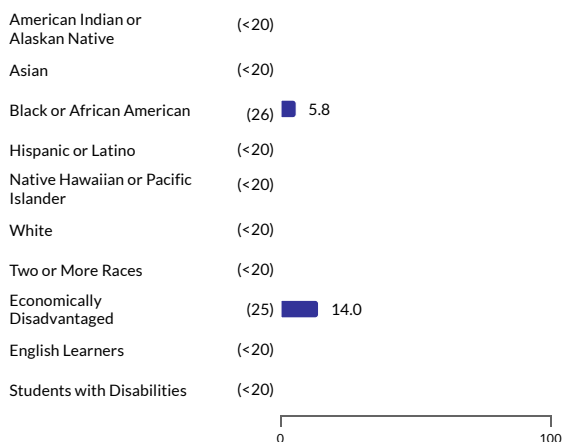 American Indian or
Alaskan Native
(<20)
Asian
(<20)
Black or African American
(26)
5.8
Hispanic or Latino
(<20)
Native Hawaiian or Pacific
Islander
(<20)
White
(<20)
Two or More Races
(<20)
Economically
Disadvantaged
(25)
14.0
English Learners
(<20)
Students with Disabilities
(<20)
0
100